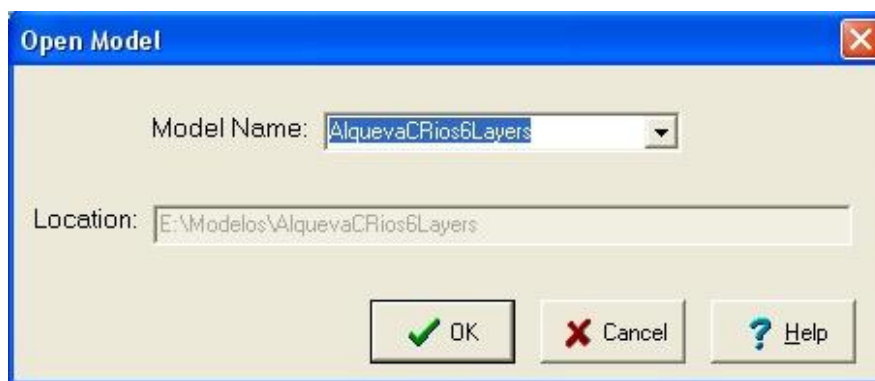 Open Model
Model Name: AlquevaCRios6Layers
Location: E:\Modelos\AlquevaCRios6Layers
OK Cancel Help